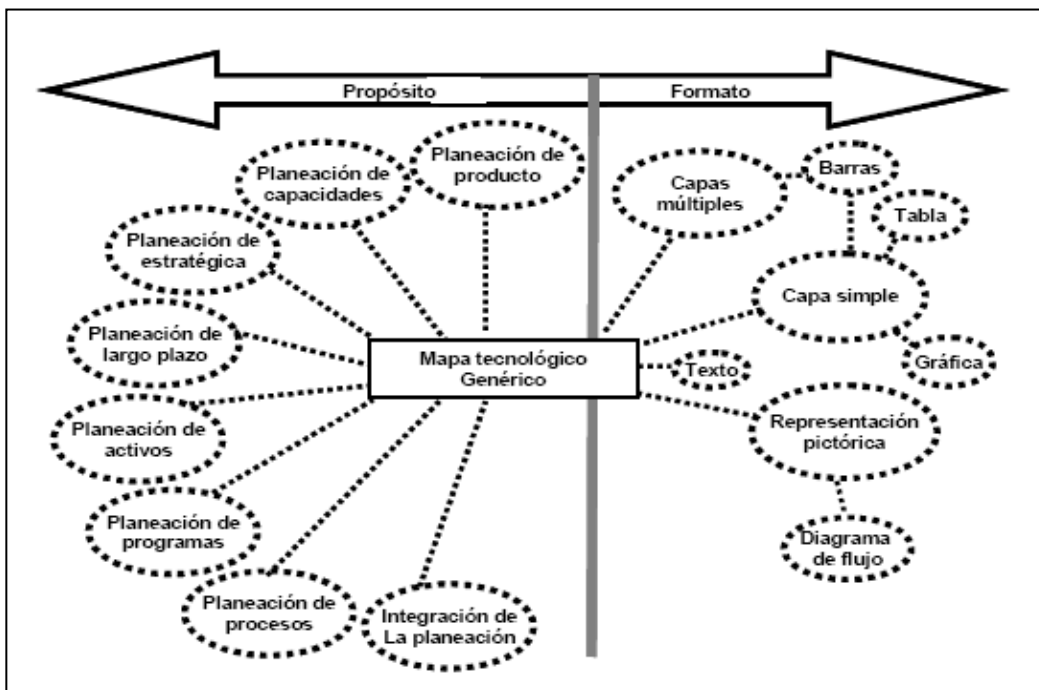 Propósito
Formato
Planeación de
producto
Planeación de
capacidades
Planeación de
estratégica
Planeación de
largo plazo
Planeación de
activos
Planeación de
programas
Planeación de
procesos
Integración de
La planeación
Mapa tecnológico
Genérico
Capas
múltiples
Barras
Tabla
Capa simple
Gráfica
Texto
Representación
pictórica
Diagrama
de flujo